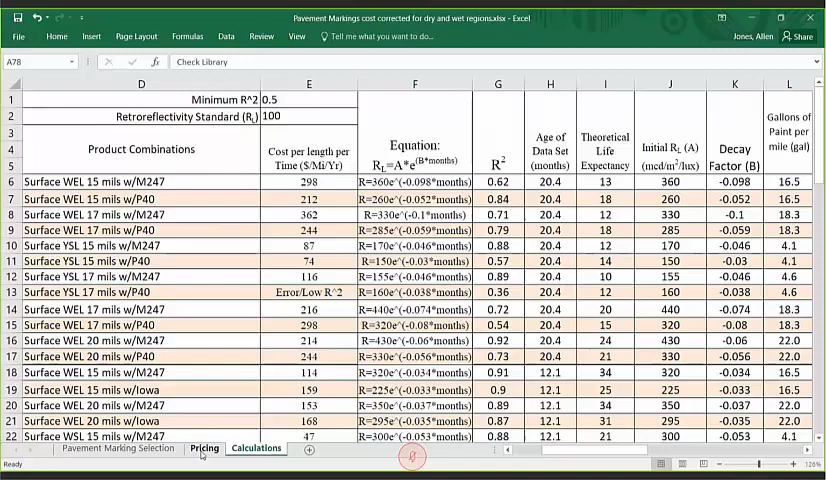 Pavement Markings cost corrected for dry and wet regions.xlsx - Excel
File Home Insert Page Layout Formulas Data Review View Tell me what you want to do... Jones, Allen Share
A78 fx Check Library
D E F G H I J K L
1 Minimum R^2 0.5
2 Retroreflectivity Standard (RL) 100
3
4
5
Product Combinations
Cost per length per Time ($/Mi/Yr)
Equation: RL=A*e(B*months)
R2
Age of Data Set (months)
Theoretical Life Expectancy
Initial RL (A) (mcd/m2/lux)
Decay Factor (B)
Gallons of Paint per mile (gal)
6 Surface WEL 15 mils w/M247 298 R=360e^(-0.098*months) 0.62 20.4 13 360 -0.098 16.5
7 Surface WEL 15 mils w/P40 212 R=260e^(-0.052*months) 0.84 20.4 18 260 -0.052 16.5
8 Surface WEL 17 mils w/M247 362 R=330e^(-0.1*months) 0.71 20.4 12 330 -0.1 18.3
9 Surface WEL 17 mils w/P40 244 R=285e^(-0.059*months) 0.79 20.4 18 285 -0.059 18.3
10 Surface YSL 15 mils w/M247 87 R=170e^(-0.046*months) 0.88 20.4 12 170 -0.046 4.1
11 Surface YSL 15 mils w/P40 74 R=150e^(-0.03*months) 0.57 20.4 14 150 -0.03 4.1
12 Surface YSL 17 mils w/M247 116 R=155e^(-0.046*months) 0.89 20.4 10 155 -0.046 4.6
13 Surface YSL 17 mils w/P40 Error/Low R^2 R=160e^(-0.038*months) 0.36 20.4 12 160 -0.038 4.6
14 Surface WEL 17 mils w/M247 216 R=440e^(-0.074*months) 0.72 20.4 20 440 -0.074 18.3
15 Surface WEL 17 mils w/P40 298 R=320e^(-0.08*months) 0.54 20.4 15 320 -0.08 18.3
16 Surface WEL 20 mils w/M247 214 R=430e^(-0.06*months) 0.92 20.4 24 430 -0.06 22.0
17 Surface WEL 20 mils w/P40 244 R=330e^(-0.056*months) 0.73 20.4 21 330 -0.056 22.0
18 Surface WEL 15 mils w/M247 114 R=320e^(-0.034*months) 0.91 12.1 34 320 -0.034 16.5
19 Surface WEL 15 mils w/Iowa 159 R=225e^(-0.033*months) 0.9 12.1 25 225 -0.033 16.5
20 Surface WEL 20 mils w/M247 153 R=350e^(-0.037*months) 0.89 12.1 34 350 -0.037 22.0
21 Surface WEL 20 mils w/Iowa 168 R=295e^(-0.035*months) 0.87 12.1 31 295 -0.035 22.0
22 Surface WSL 15 mils w/M247 47 R=300e^(-0.053*months) 0.88 12.1 21 300 -0.053 4.1
Pavement Marking Selection Pricing Calculations
Ready 126%